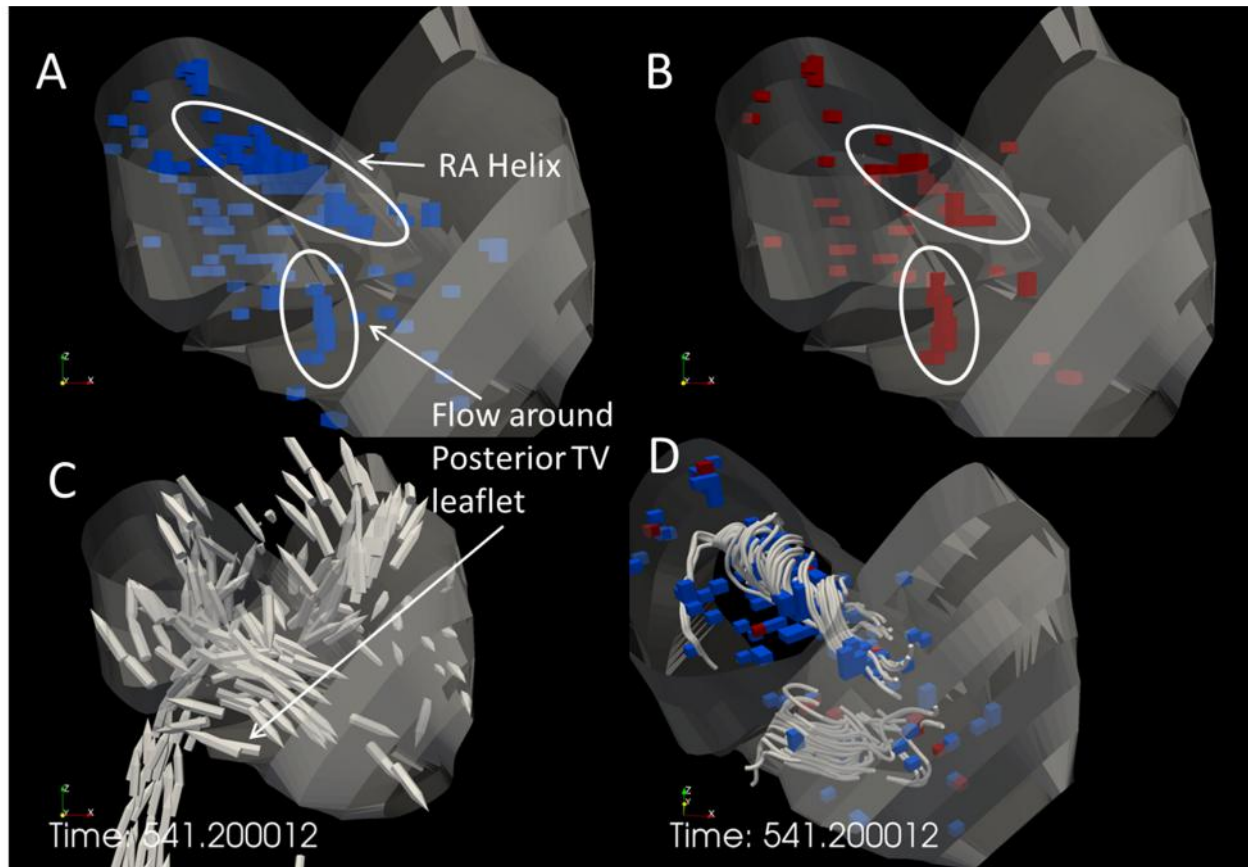 A
B
RA Helix
z
Y
x
z
Y
x
Flow around
Posterior TV
leaflet
C
D
z
Y
x
z
Y
x
Time: 541.200012
Time: 541.200012